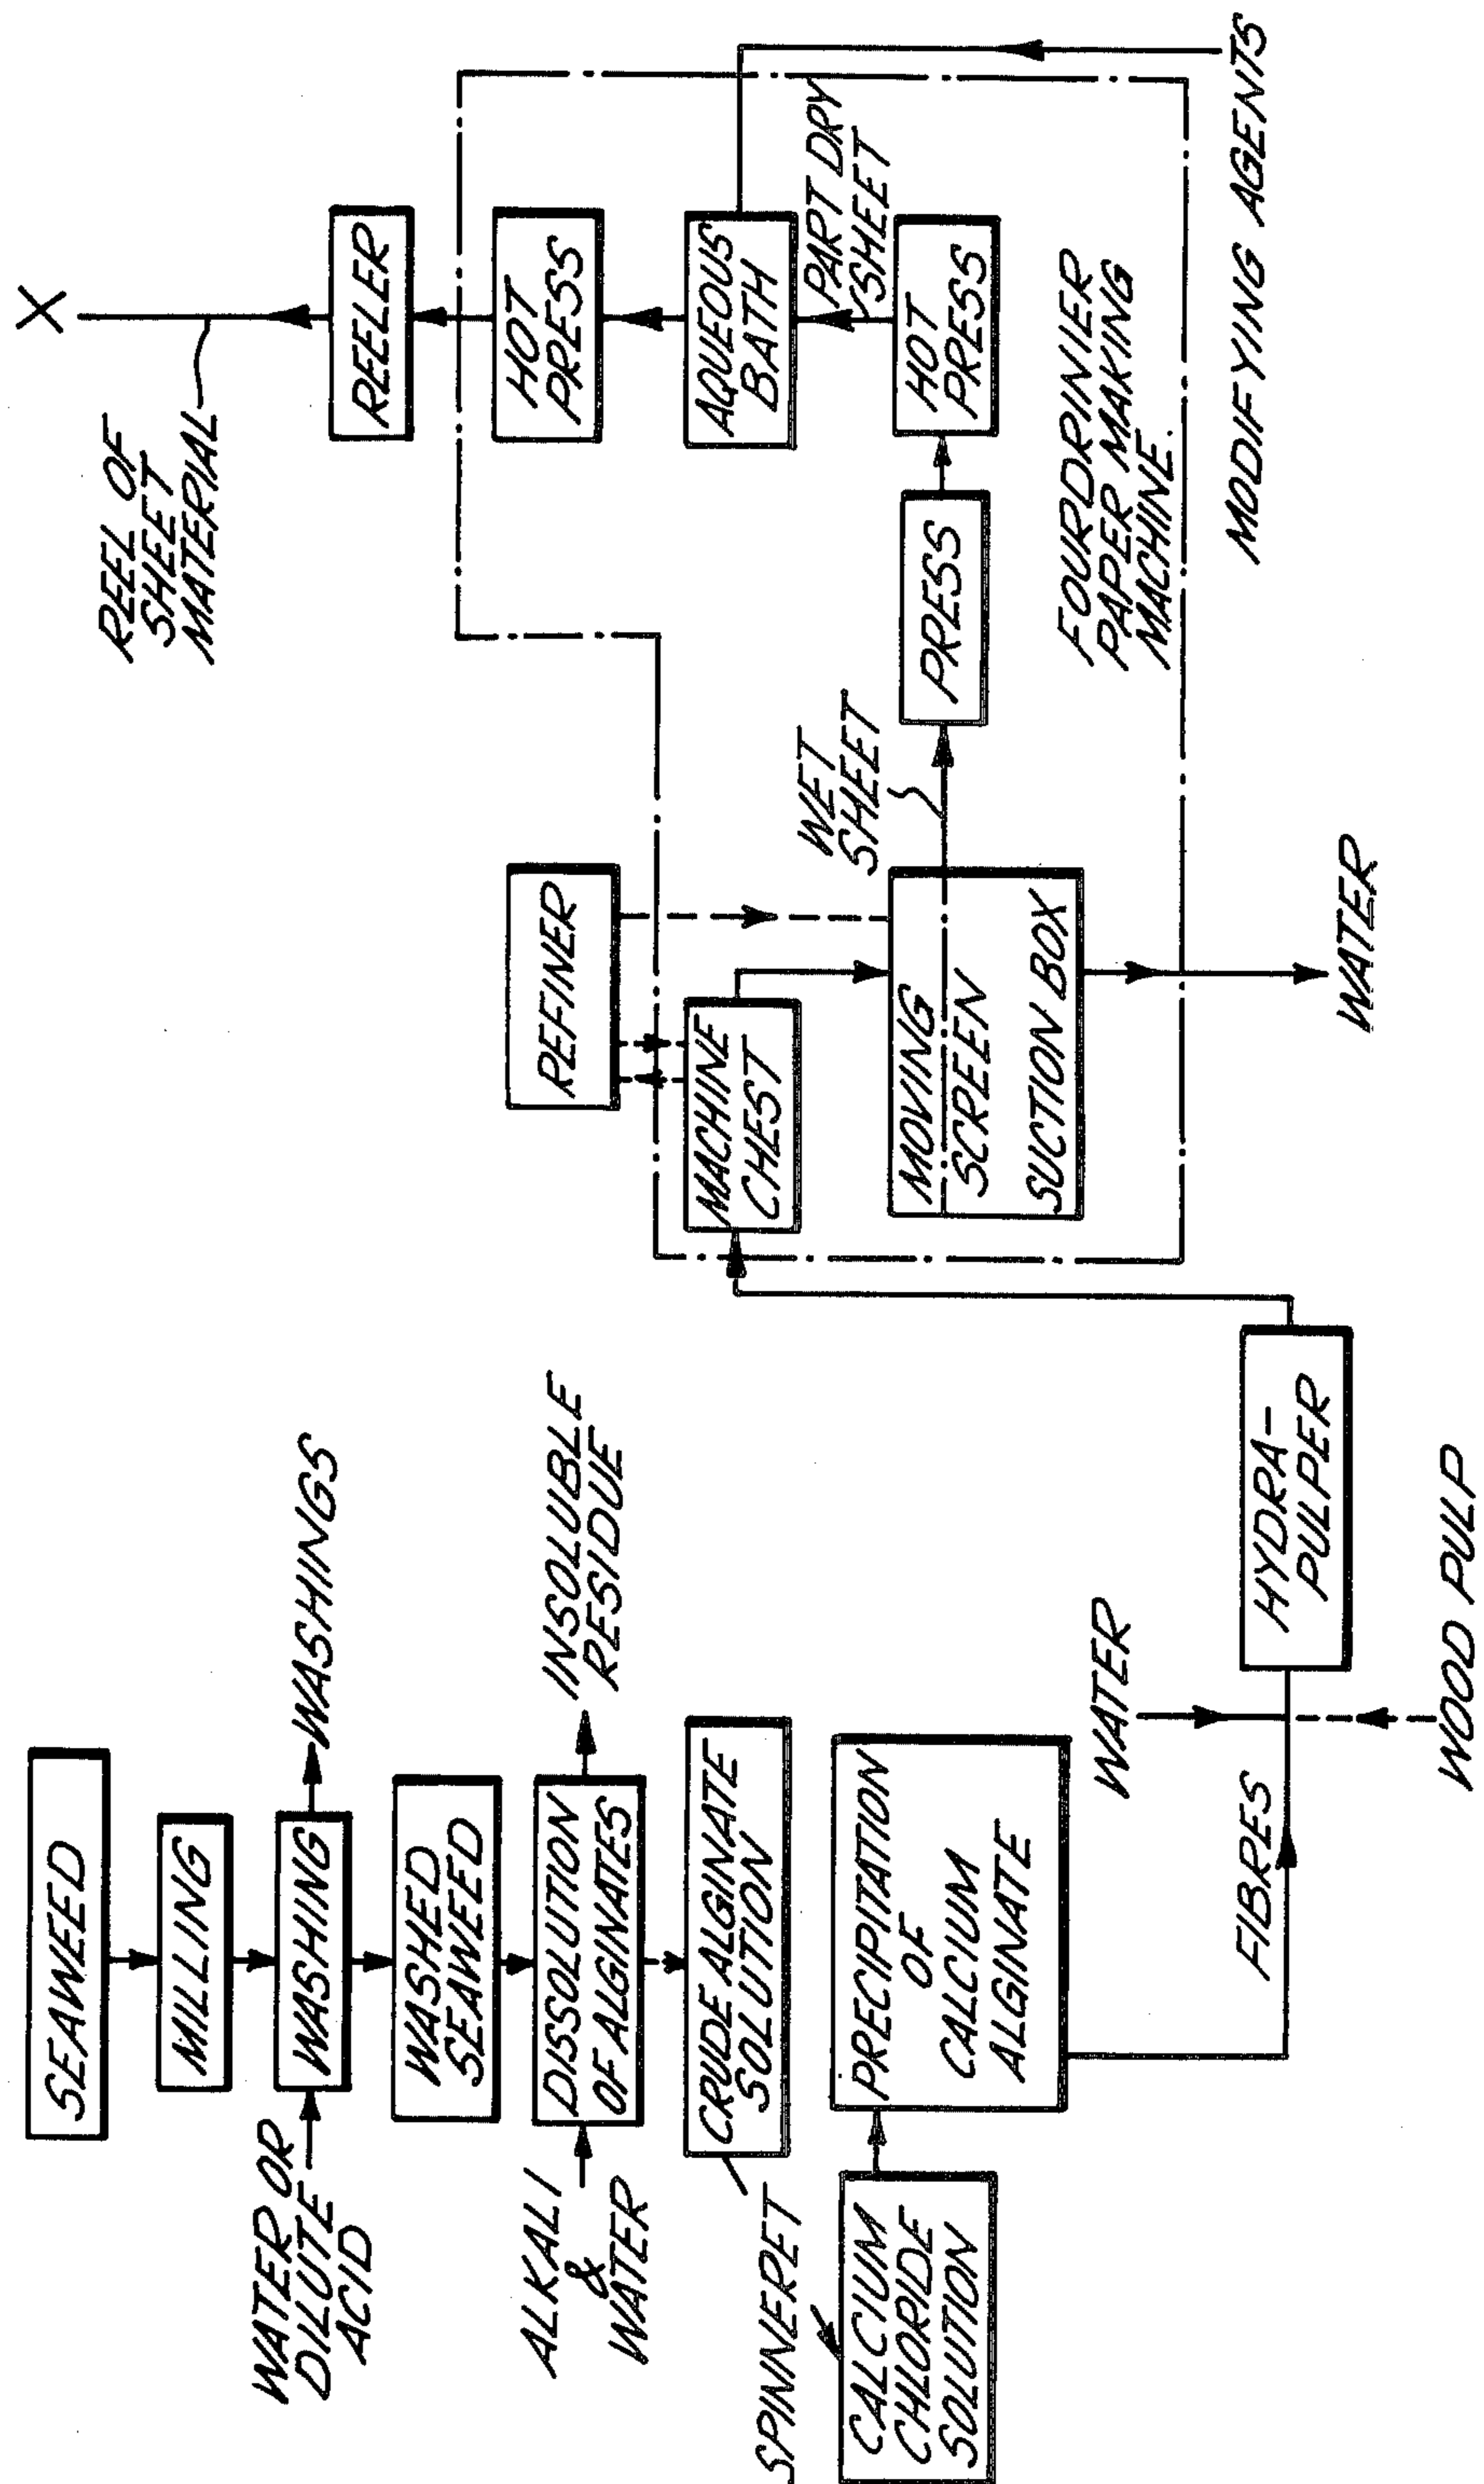 SEAWEED
MILLING
WATER OR
DILUTE
ACID
WASHING
WASHINGS
WASHED
SEAWEED
ALKALI
&
WATER
DISSOLUTION
OF ALGINATES
INSOLUBLE
RESIDUE
CRUDE ALGINATE
SOLUTION
SPINNERET
CALCIUM
CHLORIDE
SOLUTION
PRECIPITATION
OF
CALCIUM
ALGINATE
FIBRES
WATER
WOOD PULP
HYDRA-
PULPER
REFINER
MACHINE
CHEST
MOVING
SCREEN
SUCTION BOX
WATER
WET
SHEET
PRESS
HOT
PRESS
PART DRY
SHEET
AQUEOUS
BATH
HOT
PRESS
REELER
REEL OF
SHEET
MATERIAL
X
FOURDRINIER
PAPER MAKING
MACHINE.
MODIFYING AGENTS